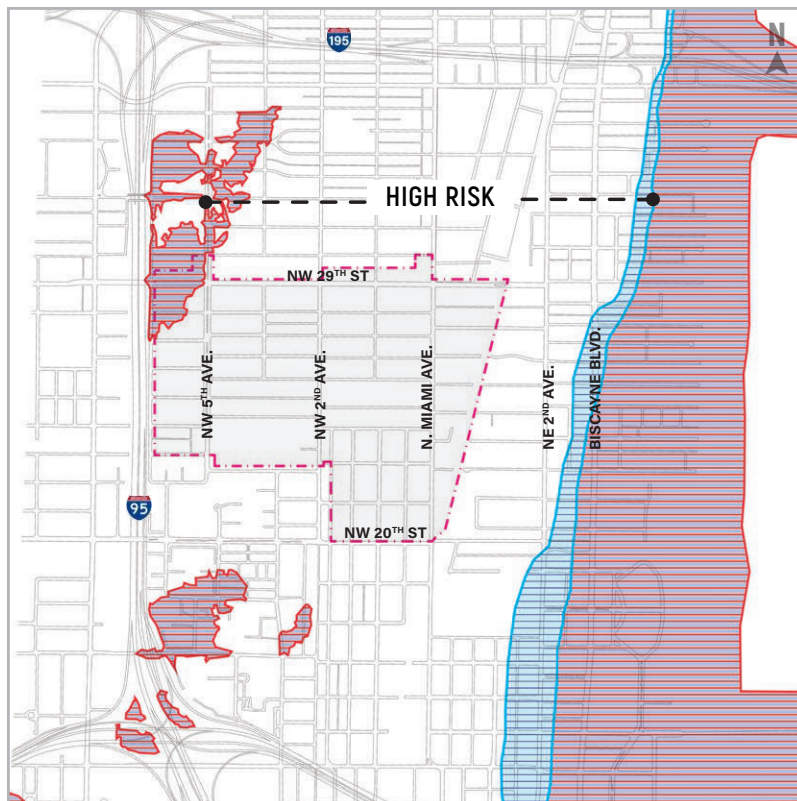 195
N
HIGH RISK
NW 29TH ST
NW 5TH AVE.
NW 2ND AVE.
N. MIAMI AVE.
NE 2ND AVE.
BISCAYNE BLVD.
95
NW 20TH ST